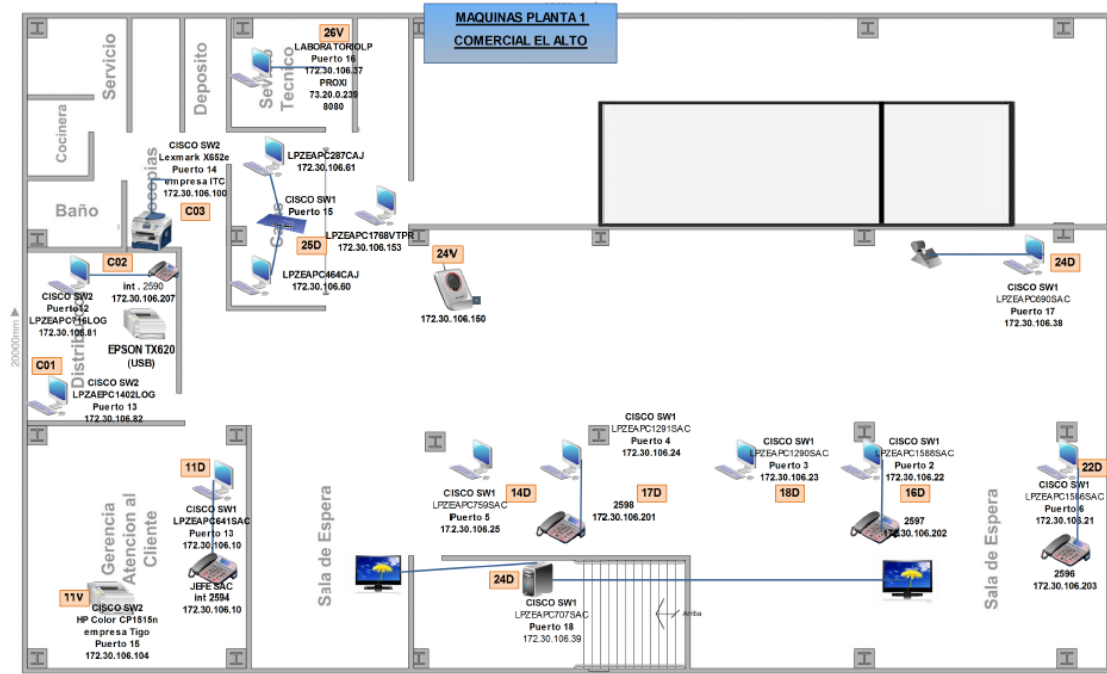 MAQUINAS PLANTA 1
COMERCIAL EL ALTO
26V
LABORATORIOLP
Puerto 16
172.30.106.37
PROXI
73.20.0.239
8080
Servicio
Deposito
Tecnico
Cocinera
CISCO SW2
Lexmark X652e
Puerto 14
empresa ITC
172.30.106.100
C03
Baño
LPZEAPC287CAJ
172.30.106.61
CISCO SW1
Puerto 15
LPZEAPC1768VTPR
172.30.106.153
25D
LPZEAPC464CAJ
172.30.106.60
24V
172.30.106.150
24D
CISCO SW1
LPZEAPC690SAC
Puerto 17
172.30.106.38
C02
int . 2590
172.30.106.207
CISCO SW2
Puerto12
LPZEAPC716LOG
172.30.106.81
EPSON TX620
(USB)
20000mm
C01
CISCO SW2
LPZAEPC1402LOG
Puerto 13
172.30.106.82
11D
CISCO SW1
LPZEAPC641SAC
Puerto 13
172.30.106.10
JEFE SAC
int 2594
172.30.106.10
Gerencia
Atencion al
Cliente
11V
CISCO SW2
HP Color CP1515n
empresa Tigo
Puerto 15
172.30.106.104
Sala de Espera
CISCO SW1
LPZEAPC759SAC
Puerto 5
172.30.106.25
14D
CISCO SW1
LPZEAPC1291SAC
Puerto 4
172.30.106.24
17D
2598
172.30.106.201
CISCO SW1
LPZEAPC1290SAC
Puerto 3
172.30.106.23
18D
CISCO SW1
LPZEAPC1588SAC
Puerto 2
172.30.106.22
16D
2597
172.30.106.202
Sala de Espera
22D
CISCO SW1
LPZEAPC1586SAC
Puerto 6
172.30.106.21
2596
172.30.106.203
24D
CISCO SW1
LPZEAPC707SAC
Puerto 18
172.30.106.39
Arriba